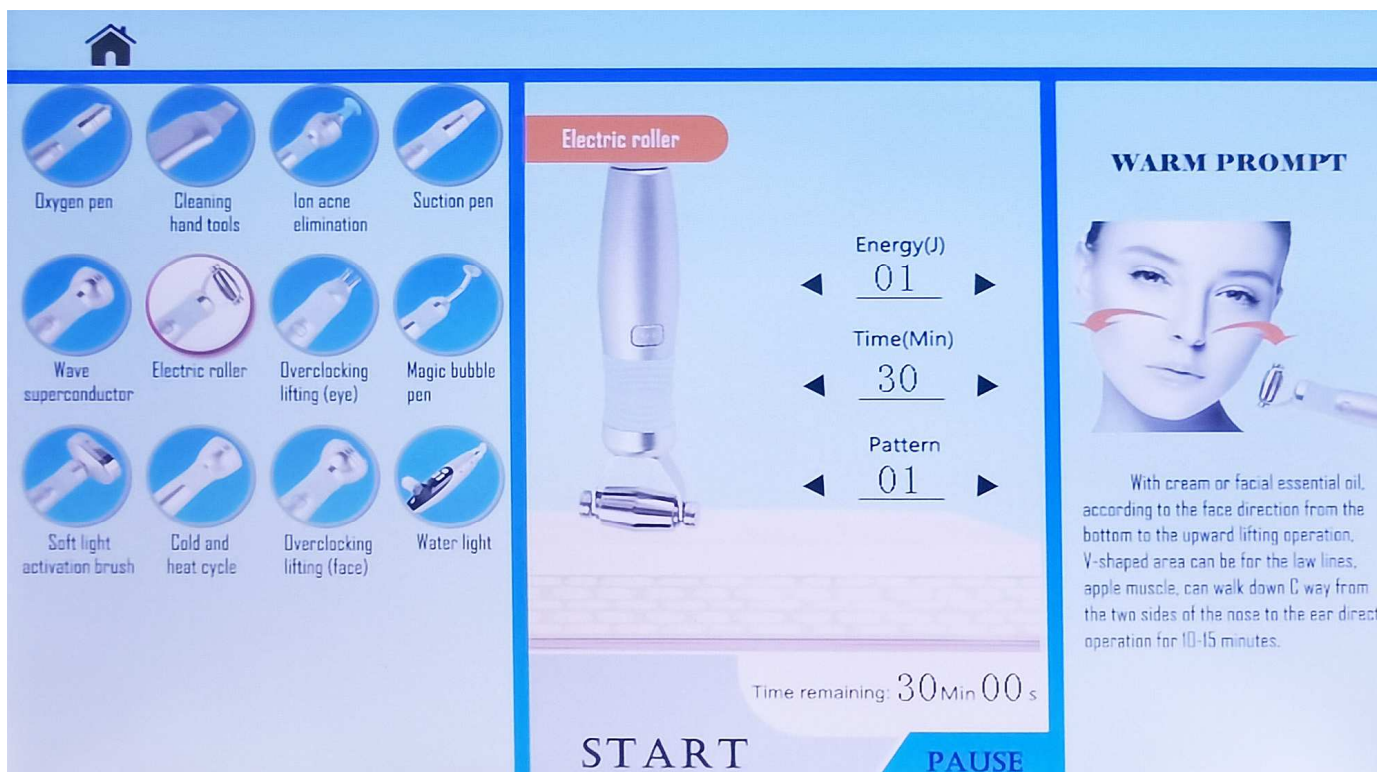 Oxygen pen
Cleaning
hand tools
Ion acne
elimination
Suction pen
Wave
superconductor
Electric roller
Overclocking
lifting (eye)
Magic bubble
pen
Soft light
activation brush
Cold and
heat cycle
Overclocking
lifting (face)
Water light
Electric roller
Energy(J)
01
Time(Min)
30
Pattern
01
Time remaining: 30Min 00s
START
PAUSE
WARM PROMPT
With cream or facial essential oil,
according to the face direction from the
bottom to the upward lifting operation,
V-shaped area can be for the law lines,
apple muscle, can walk down C way from
the two sides of the nose to the ear direct
operation for 10-15 minutes.